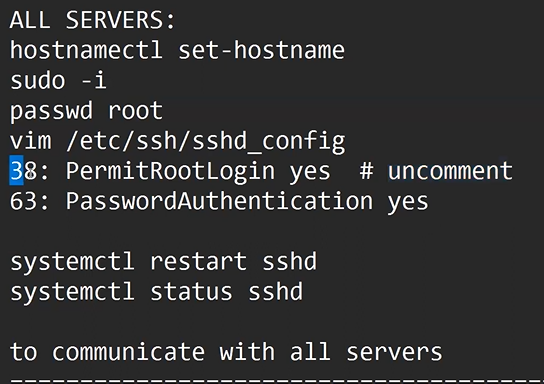 ALL SERVERS:
hostnamectl set-hostname
sudo -i
passwd root
vim /etc/ssh/sshd_config
38: PermitRootLogin yes  # uncomment
63: PasswordAuthentication yes

systemctl restart sshd
systemctl status sshd

to communicate with all servers
--------------------------------------